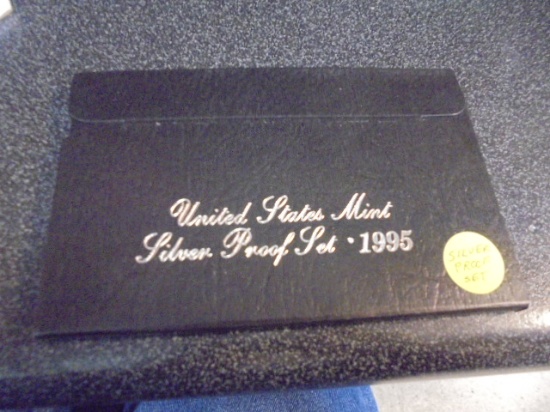 United States Mint
Silver Proof Set · 1995
SILVER
PROOF
SET